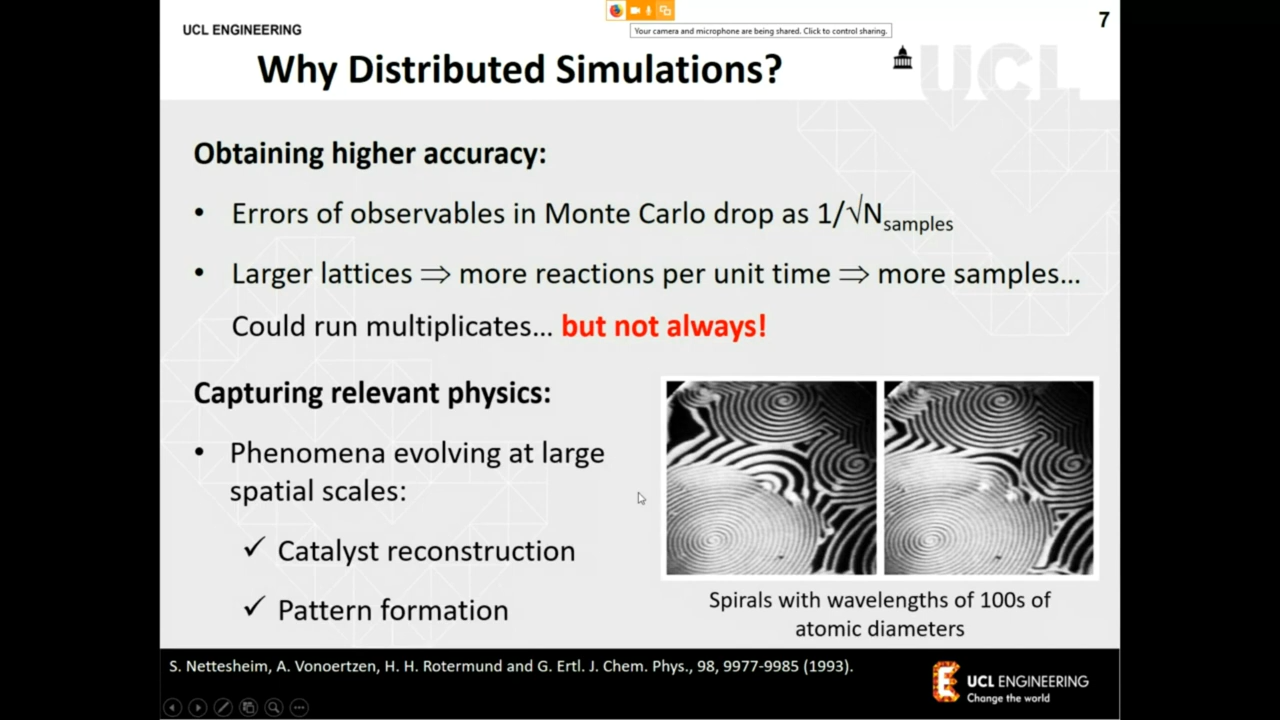 7
UCL ENGINEERING
Your camera and microphone are being shared. Click to control sharing.
Why Distributed Simulations?
UCL
Obtaining higher accuracy:
• Errors of observables in Monte Carlo drop as 1/√Nsamples
• Larger lattices ⇒ more reactions per unit time ⇒ more samples...
Could run multiplicates... but not always!
Capturing relevant physics:
• Phenomena evolving at large
spatial scales:
✓ Catalyst reconstruction
✓ Pattern formation
Spirals with wavelengths of 100s of
atomic diameters
S. Nettesheim, A. Vonoertzen, H. H. Rotermund and G. Ertl. J. Chem. Phys., 98, 9977-9985 (1993).
UCL ENGINEERING
Change the world